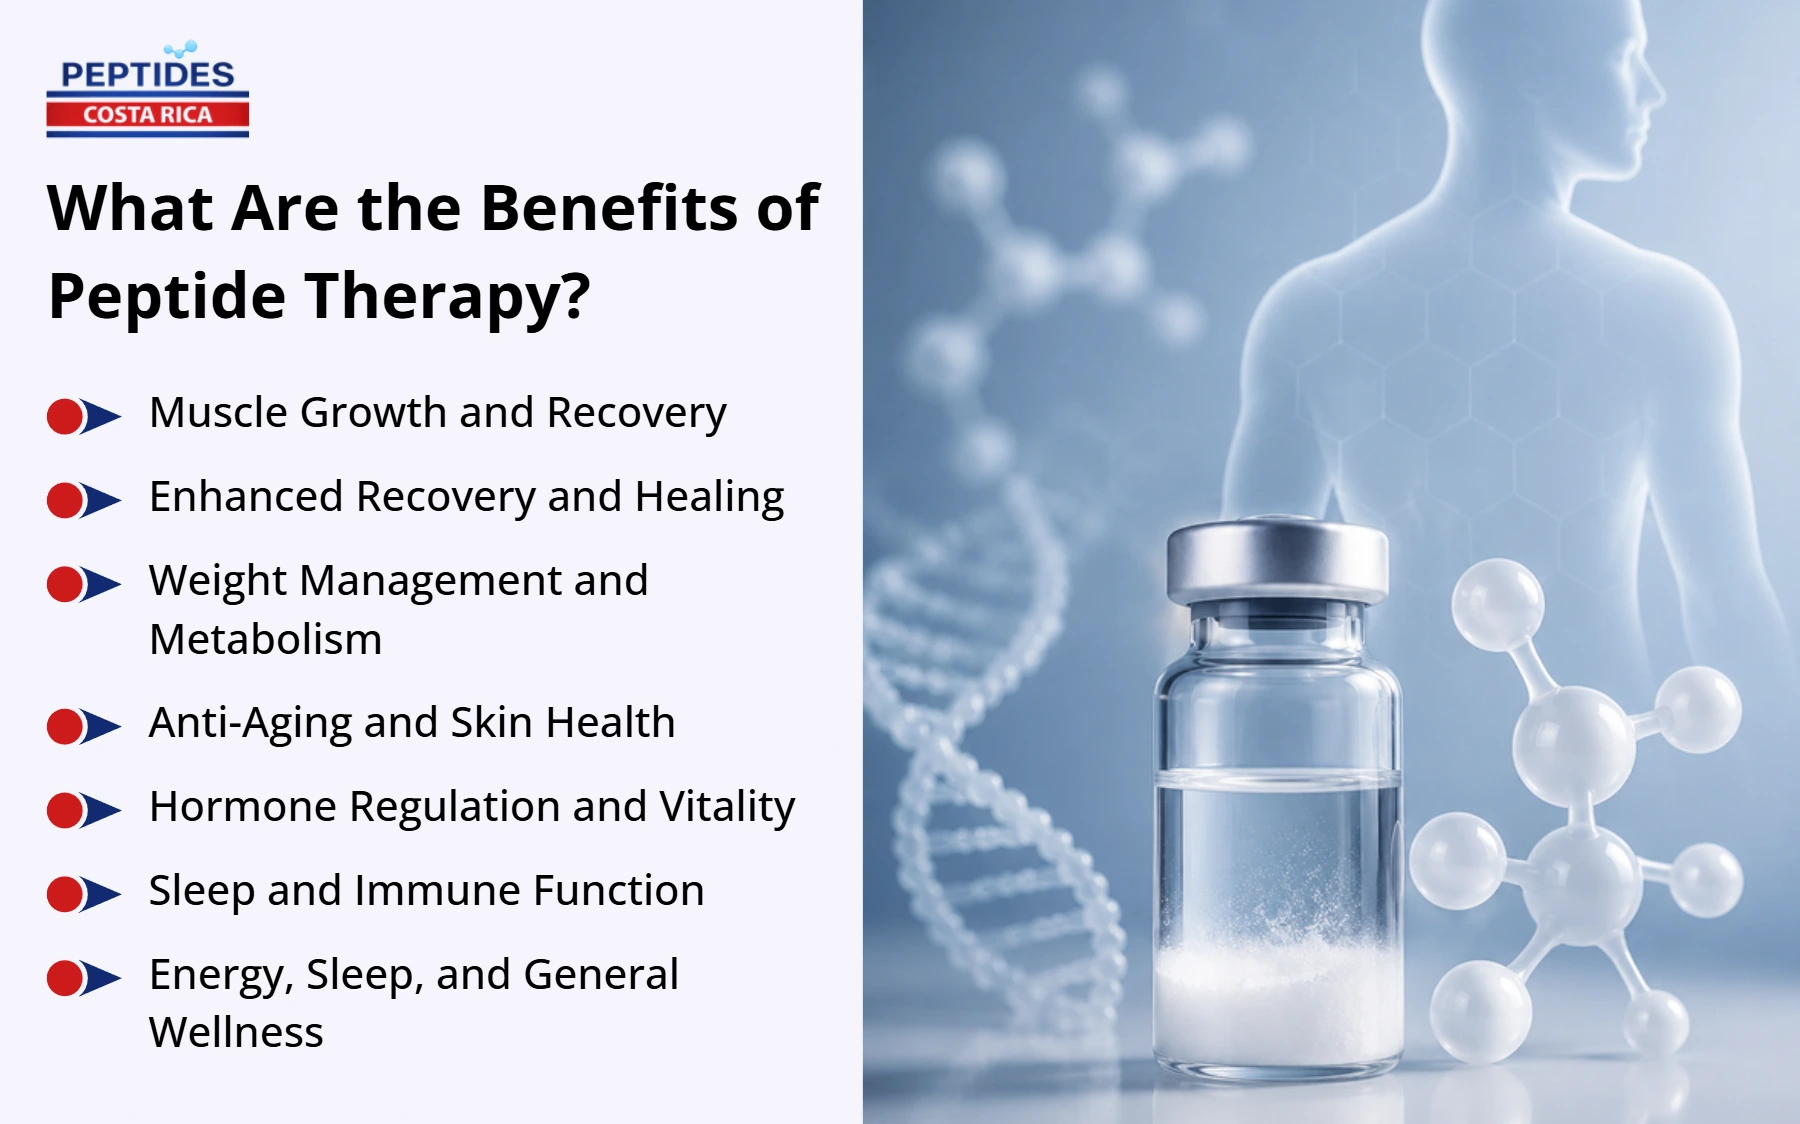 PEPTIDES
COSTA RICA
What Are the Benefits of
Peptide Therapy?
Muscle Growth and Recovery
Enhanced Recovery and Healing
Weight Management and
Metabolism
Anti-Aging and Skin Health
Hormone Regulation and Vitality
Sleep and Immune Function
Energy, Sleep, and General
Wellness